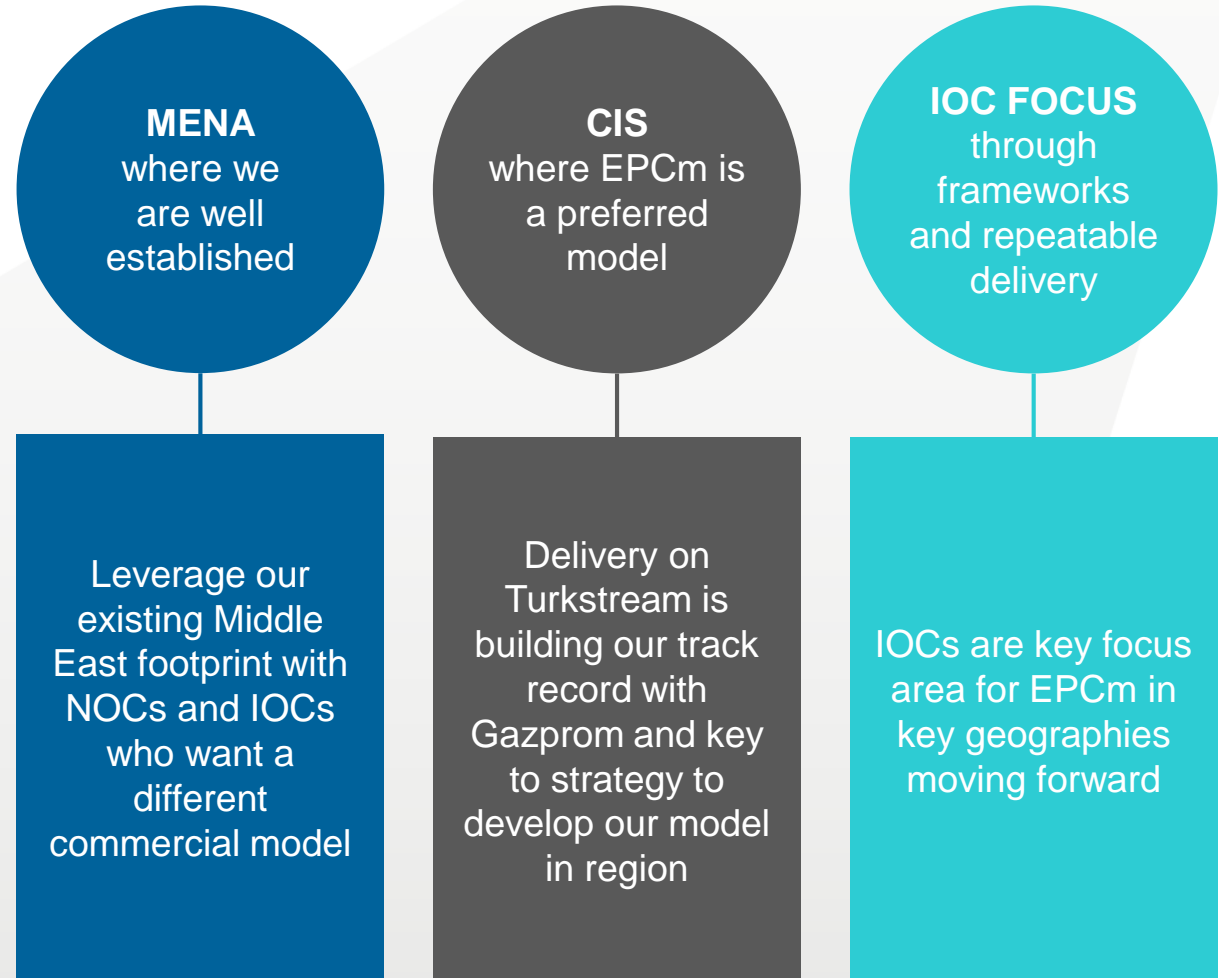 MENA
where we
are well
established
Leverage our
existing Middle
East footprint with
NOCs and IOCs
who want a
different
commercial model
CIS
where EPCm is
a preferred
model
Delivery on
Turkstream is
building our track
record with
Gazprom and key
to strategy to
develop our model
in region
IOC FOCUS
through
frameworks
and repeatable
delivery
IOCs are key focus
area for EPCm in
key geographies
moving forward